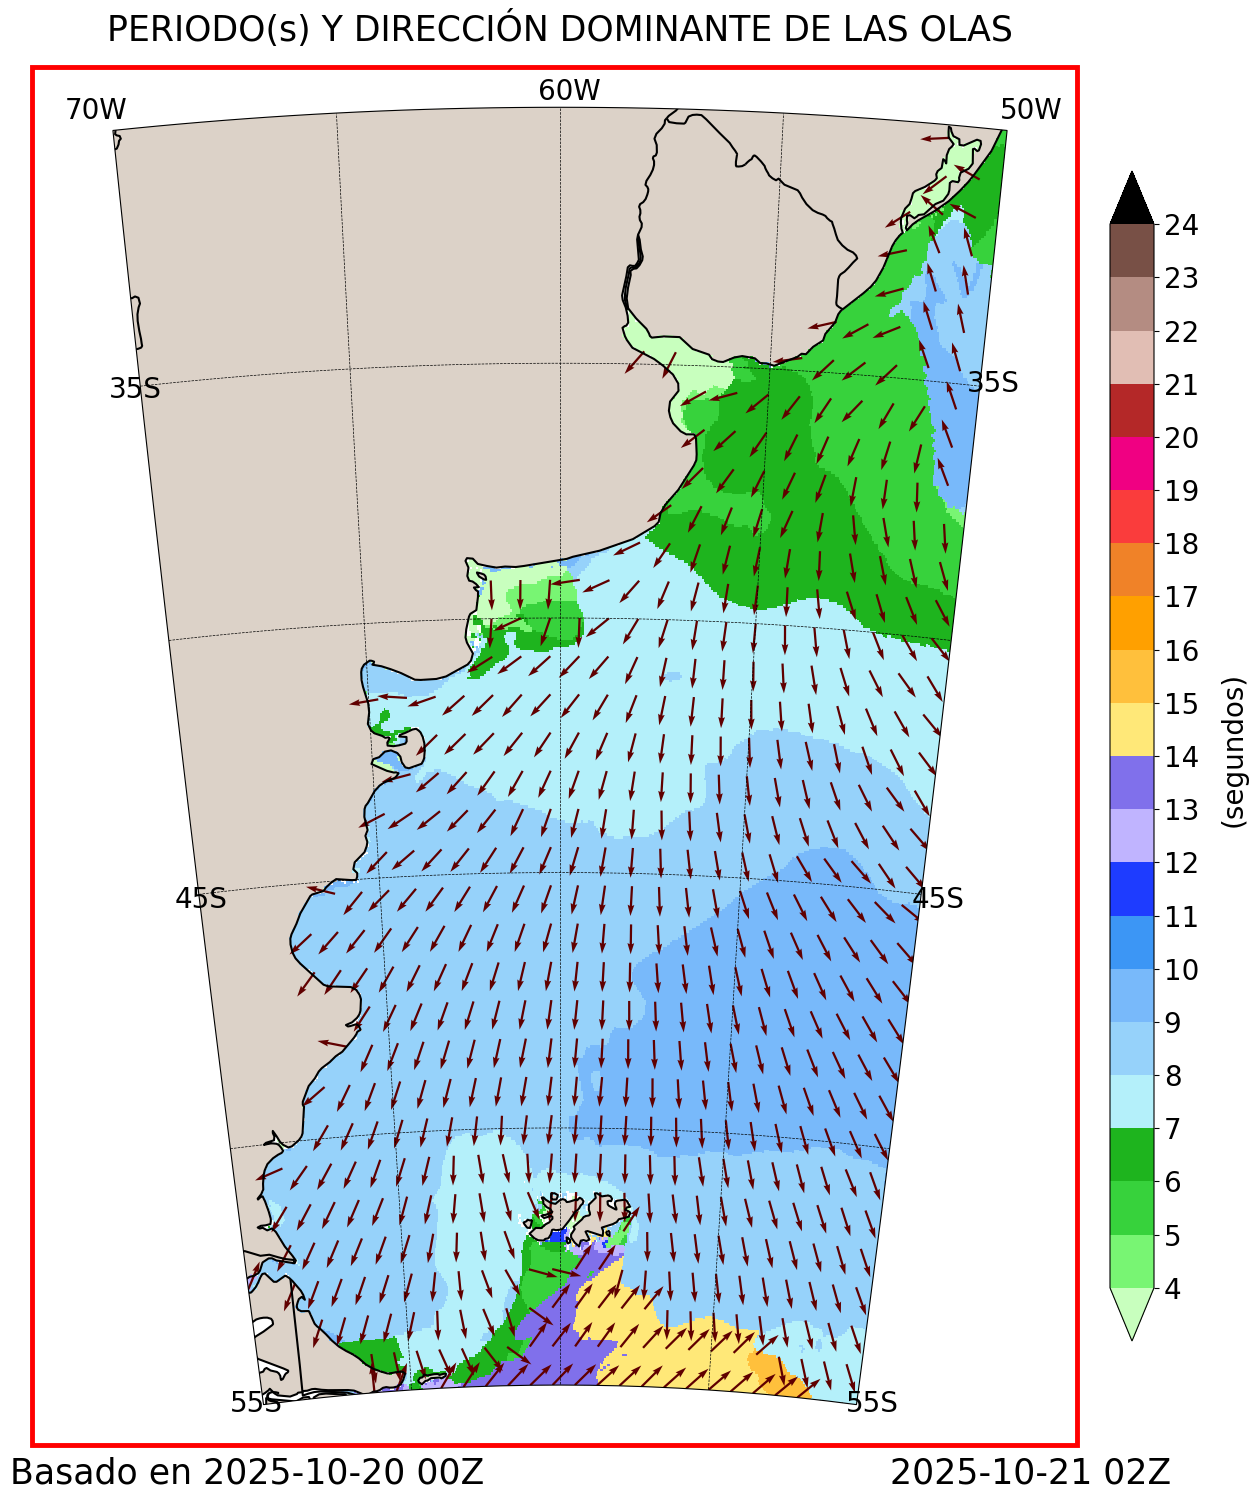 PERIODO(s) Y DIRECCIÓN DOMINANTE DE LAS OLAS
70W
60W
50W
35S
35S
45S
45S
55S
55S
24
23
22
21
20
19
18
17
16
15
14
13
12
11
10
9
8
7
6
5
4
(segundos)
Basado en 2025-10-20 00Z
2025-10-21 02Z